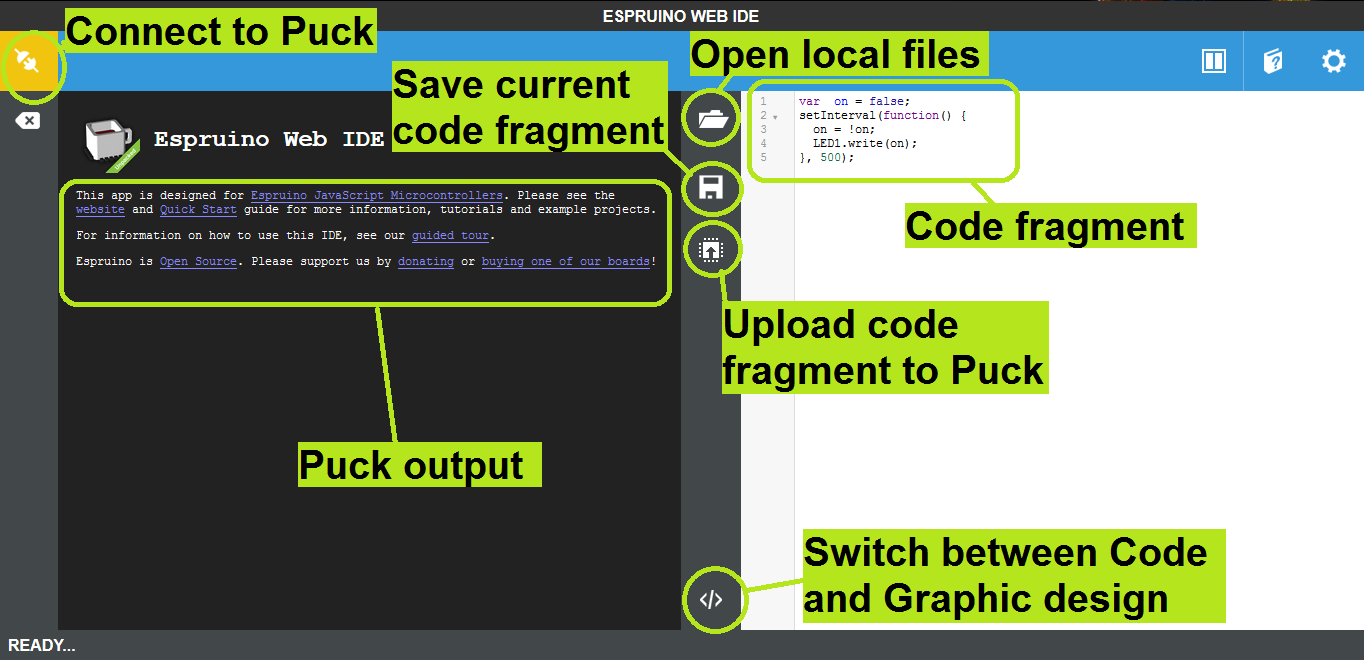 ESPRUINO WEB IDE
Connect to Puck
Open local files
Save current
code fragment
Espruino Web IDE
This app is designed for Espruino JavaScript Microcontrollers. Please see the
website and Quick Start guide for more information, tutorials and example projects.
For information on how to use this IDE, see our guided tour.
Espruino is Open Source. Please support us by donating or buying one of our boards!
1 var on = false;
2 setInterval(function() {
3 on = !on;
4 LED1.write(on);
5 }, 500);
Code fragment
Upload code
fragment to Puck
Puck output
Switch between Code
and Graphic design
</>
READY...